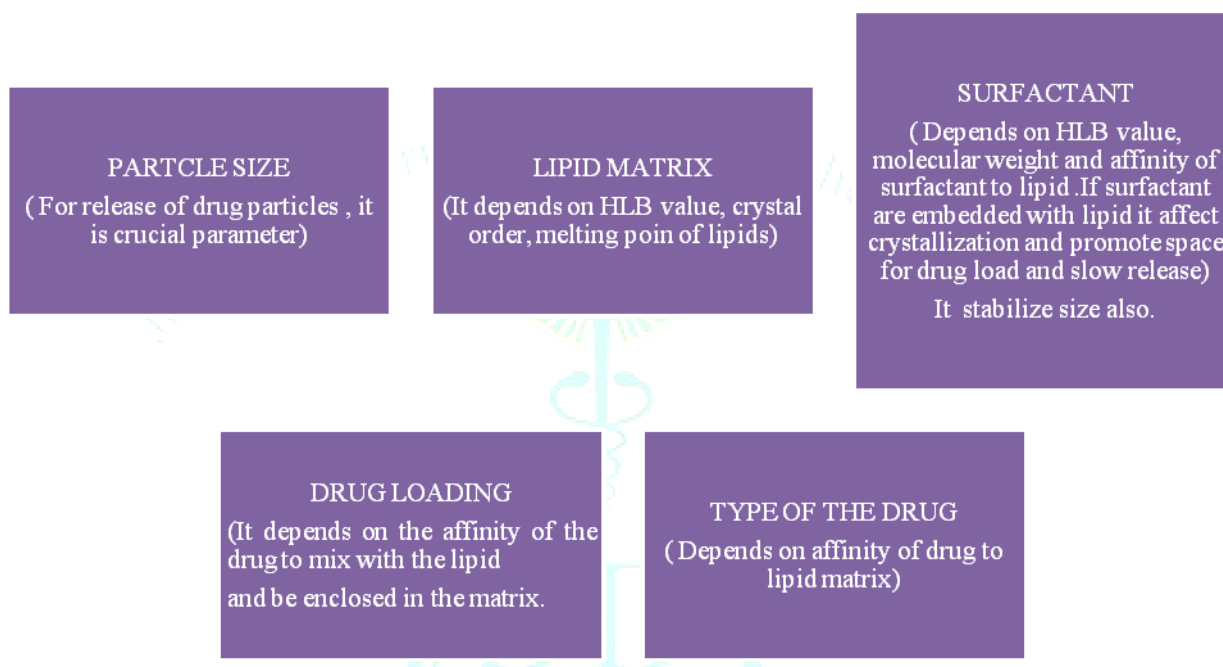 PARTCLE SIZE
( For release of drug particles , it
is crucial parameter)
LIPID MATRIX
(It depends on HLB value, crystal
order, melting poin of lipids)
SURFACTANT
( Depends on HLB value,
molecular weight and affinity of
surfactant to lipid .If surfactant
are embedded with lipid it affect
crystallization and promote space
for drug load and slow release)
It stabilize size also.
DRUG LOADING
(It depends on the affinity of the
drug to mix with the lipid
and be enclosed in the matrix.
TYPE OF THE DRUG
( Depends on affinity of drug to
lipid matrix)